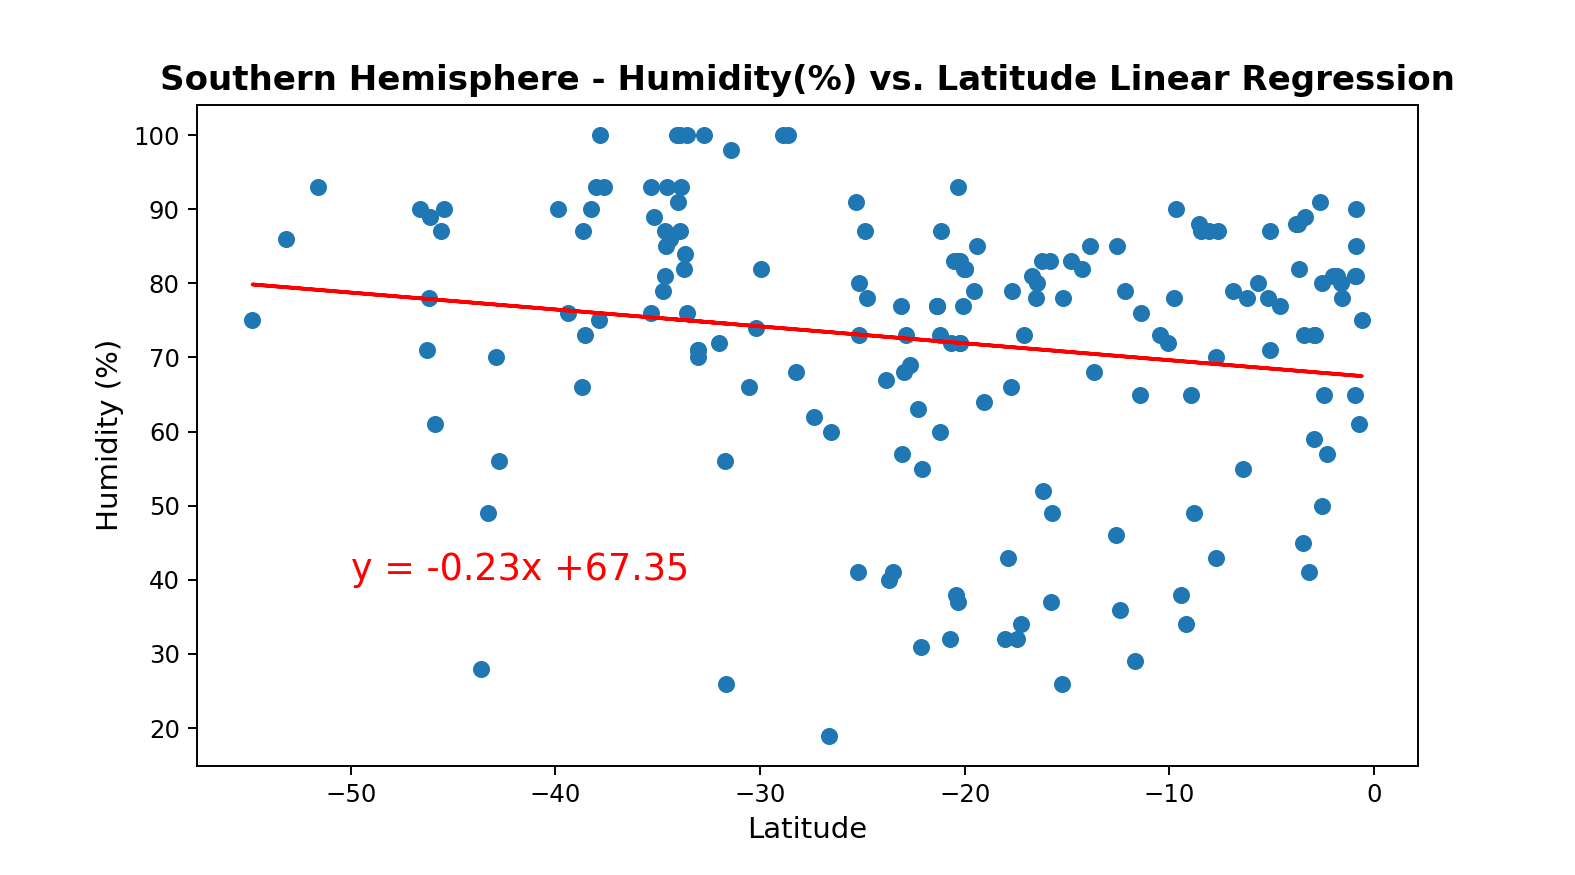 Southern Hemisphere - Humidity(%) vs. Latitude Linear Regression
100
90
80
70
60
50
40
30
20
Humidity (%)
y = -0.23x +67.35
−50 −40 −30 −20 −10 0
Latitude